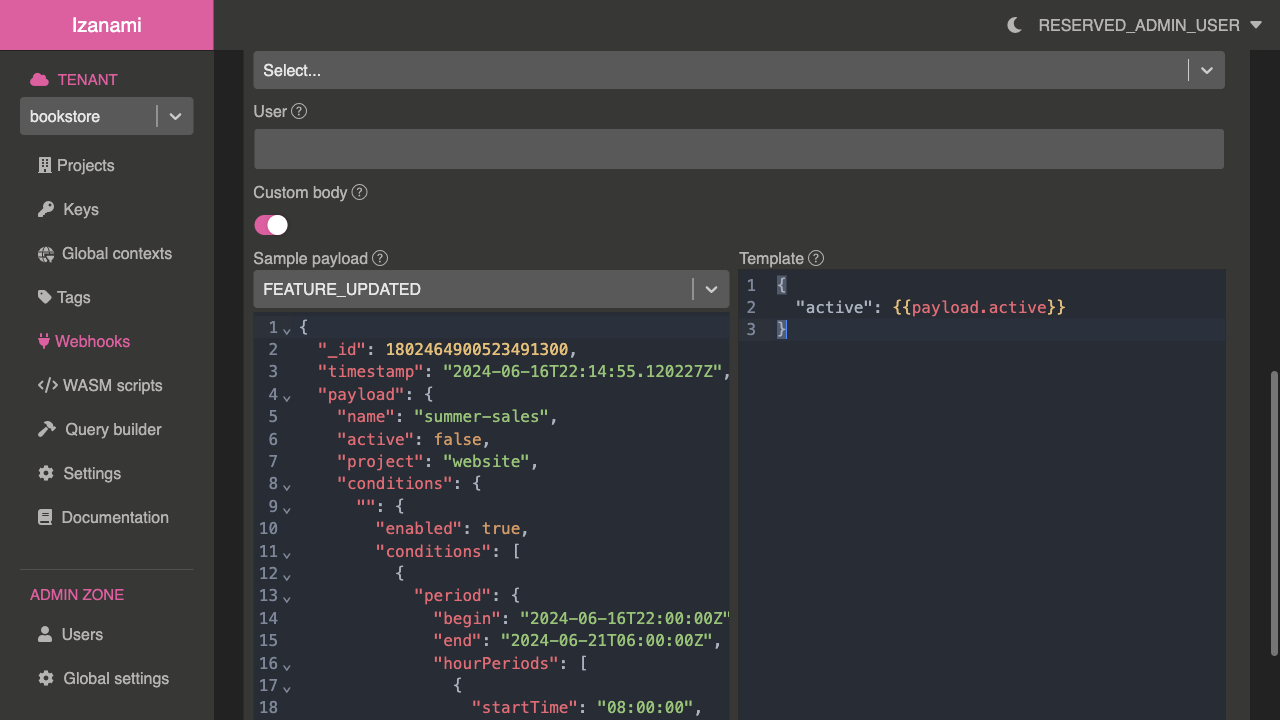 Izanami
RESERVED_ADMIN_USER
TENANT
bookstore
Projects
Keys
Global contexts
Tags
Webhooks
WASM scripts
Query builder
Settings
Documentation
ADMIN ZONE
Users
Global settings
Select...
User
Custom body
Sample payload
FEATURE_UPDATED
1 {
2 "_id": 1802464900523491300,
3 "timestamp": "2024-06-16T22:14:55.120227Z",
4 "payload": {
5 "name": "summer-sales",
6 "active": false,
7 "project": "website",
8 "conditions": {
9 "": {
10 "enabled": true,
11 "conditions": [
12 {
13 "period": {
14 "begin": "2024-06-16T22:00:00Z"
15 "end": "2024-06-21T06:00:00Z",
16 "hourPeriods": [
17 {
18 "startTime": "08:00:00",
Template
1 {
2 "active": {{payload.active}}
3 }